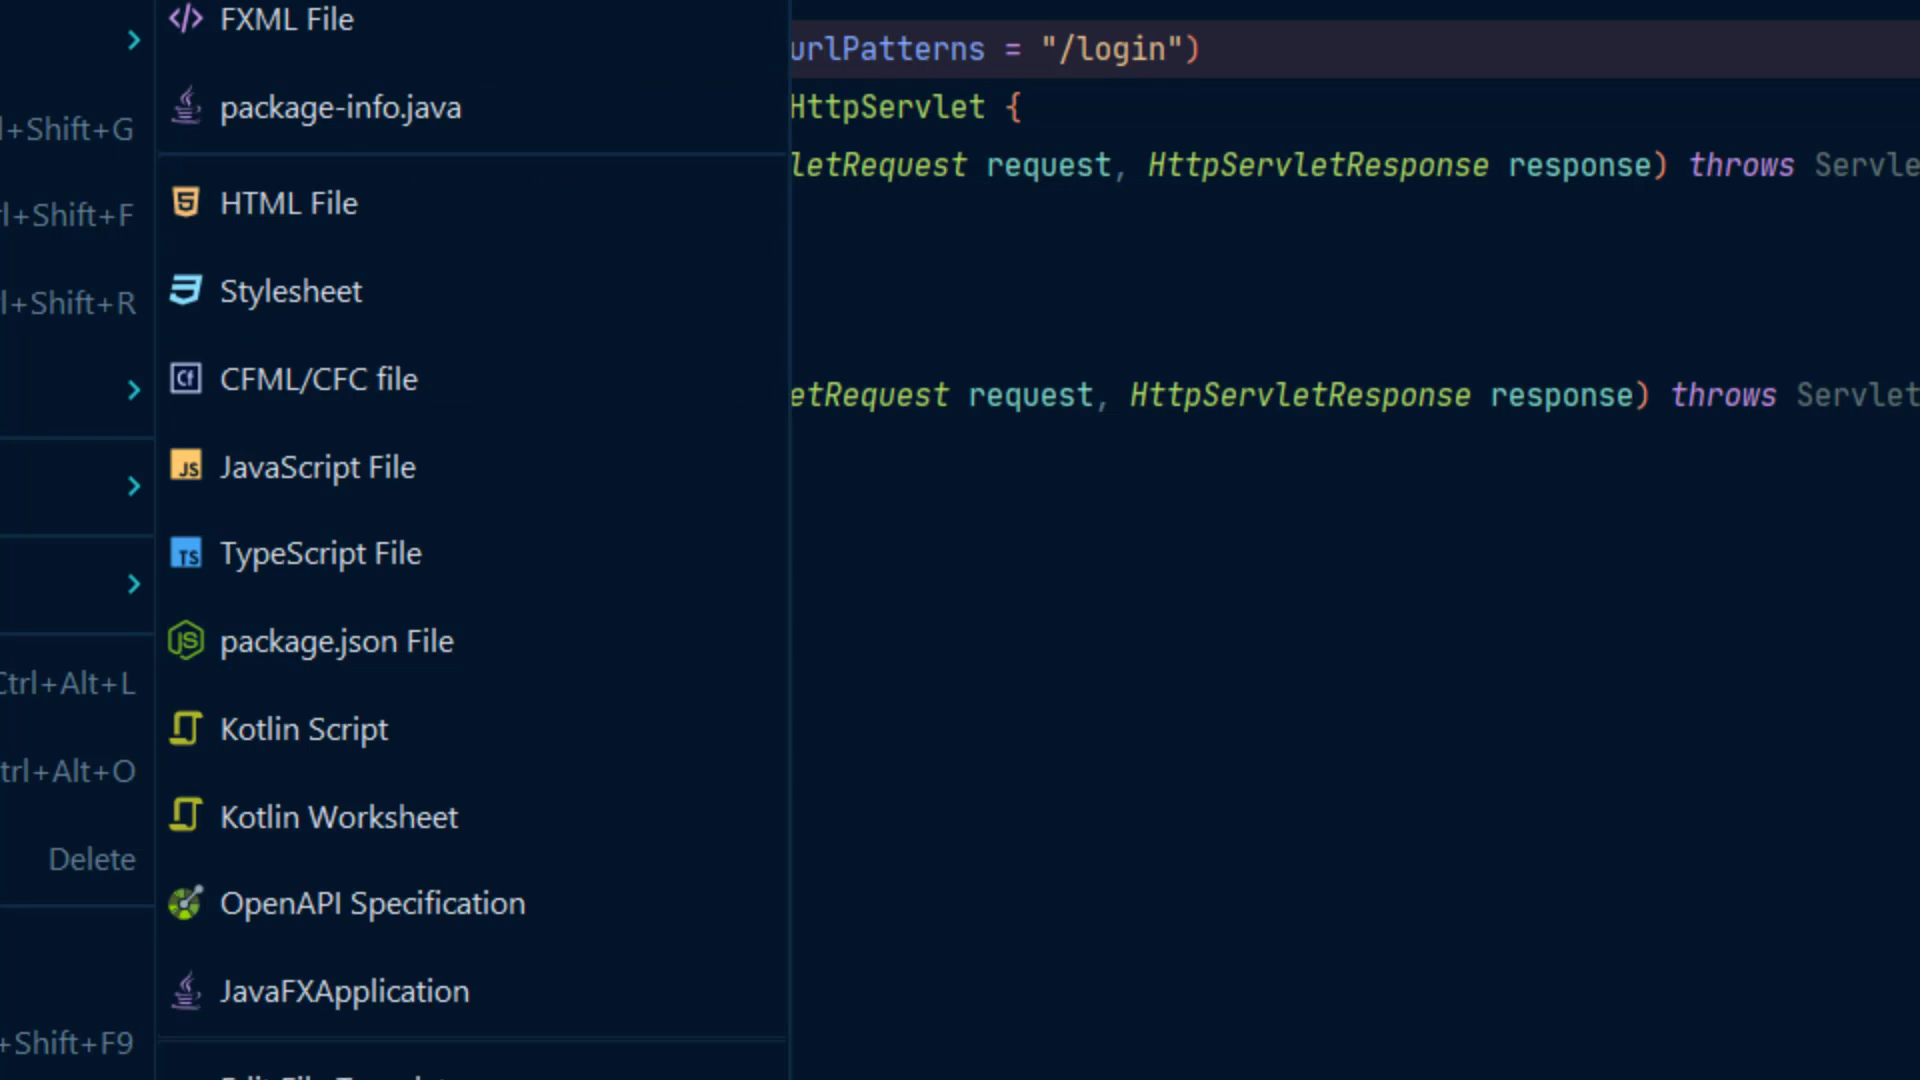 +Shift+G
+Shift+F
+Shift+R
Ctrl+Alt+L
trl+Alt+O
Delete
+Shift+F9
FXML File
package-info.java
HTML File
Stylesheet
CFML/CFC file
JavaScript File
TypeScript File
package.json File
Kotlin Script
Kotlin Worksheet
OpenAPI Specification
JavaFXApplication
urlPatterns = "/login")
HttpServlet {
letRequest request, HttpServletResponse response) throws Servle
etRequest request, HttpServletResponse response) throws Servlet